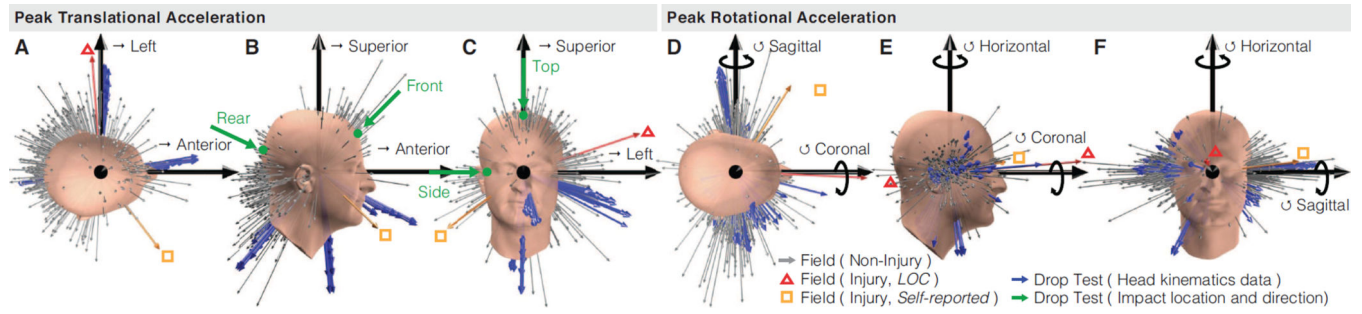 Peak Translational Acceleration
Peak Rotational Acceleration
A
→ Left
→ Anterior
B
→ Superior
Front
Rear
→ Anterior
C
→ Superior
Top
→ Left
Side
D
↺ Sagittal
↺ Coronal
E
↺ Horizontal
↺ Coronal
F
↺ Horizontal
↺ Sagittal
Field ( Non-Injury )
Field ( Injury, LOC )
Field ( Injury, Self-reported )
Drop Test ( Head kinematics data )
Drop Test ( Impact location and direction)